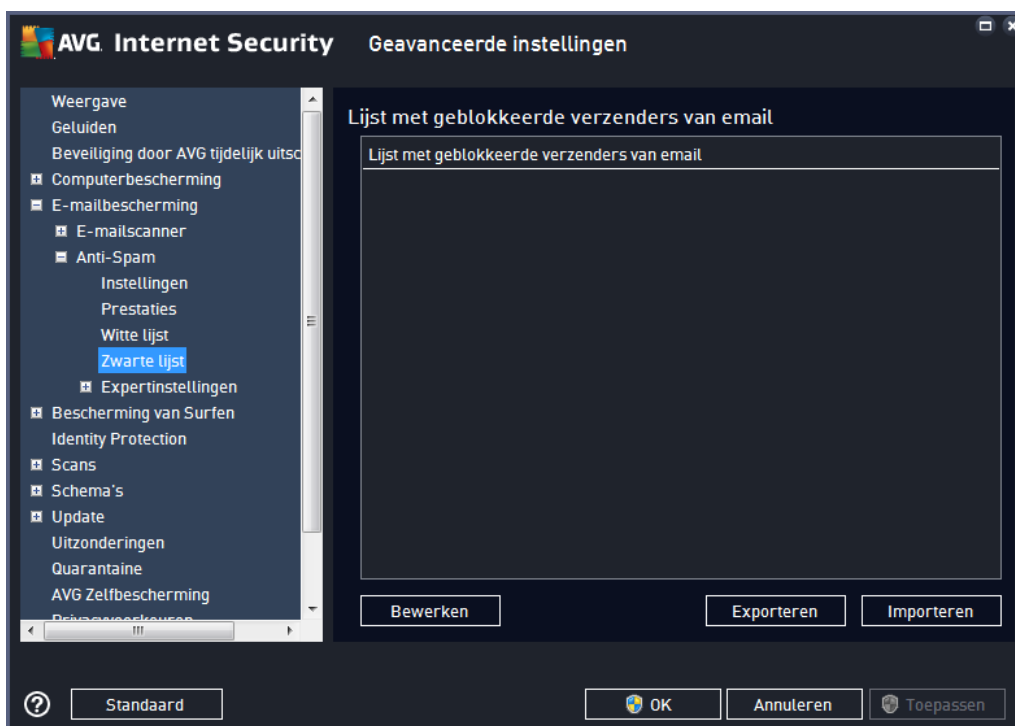 AVG. Internet Security
Geavanceerde instellingen
Weergave
Geluiden
Beveiliging door AVG tijdelijk uitsc
Computerbescherming
E-mailbescherming
E-mailscanner
Anti-Spam
Instellingen
Prestaties
Witte lijst
Zwarte lijst
Expertinstellingen
Bescherming van Surfen
Identity Protection
Scans
Schema's
Update
Uitzonderingen
Quarantaine
AVG Zelfbescherming
Privacyvoorkeuren
Lijst met geblokkeerde verzenders van email
Lijst met geblokkeerde verzenders van email
Bewerken
Exporteren
Importeren
? Standaard
OK
Annuleren
Toepassen